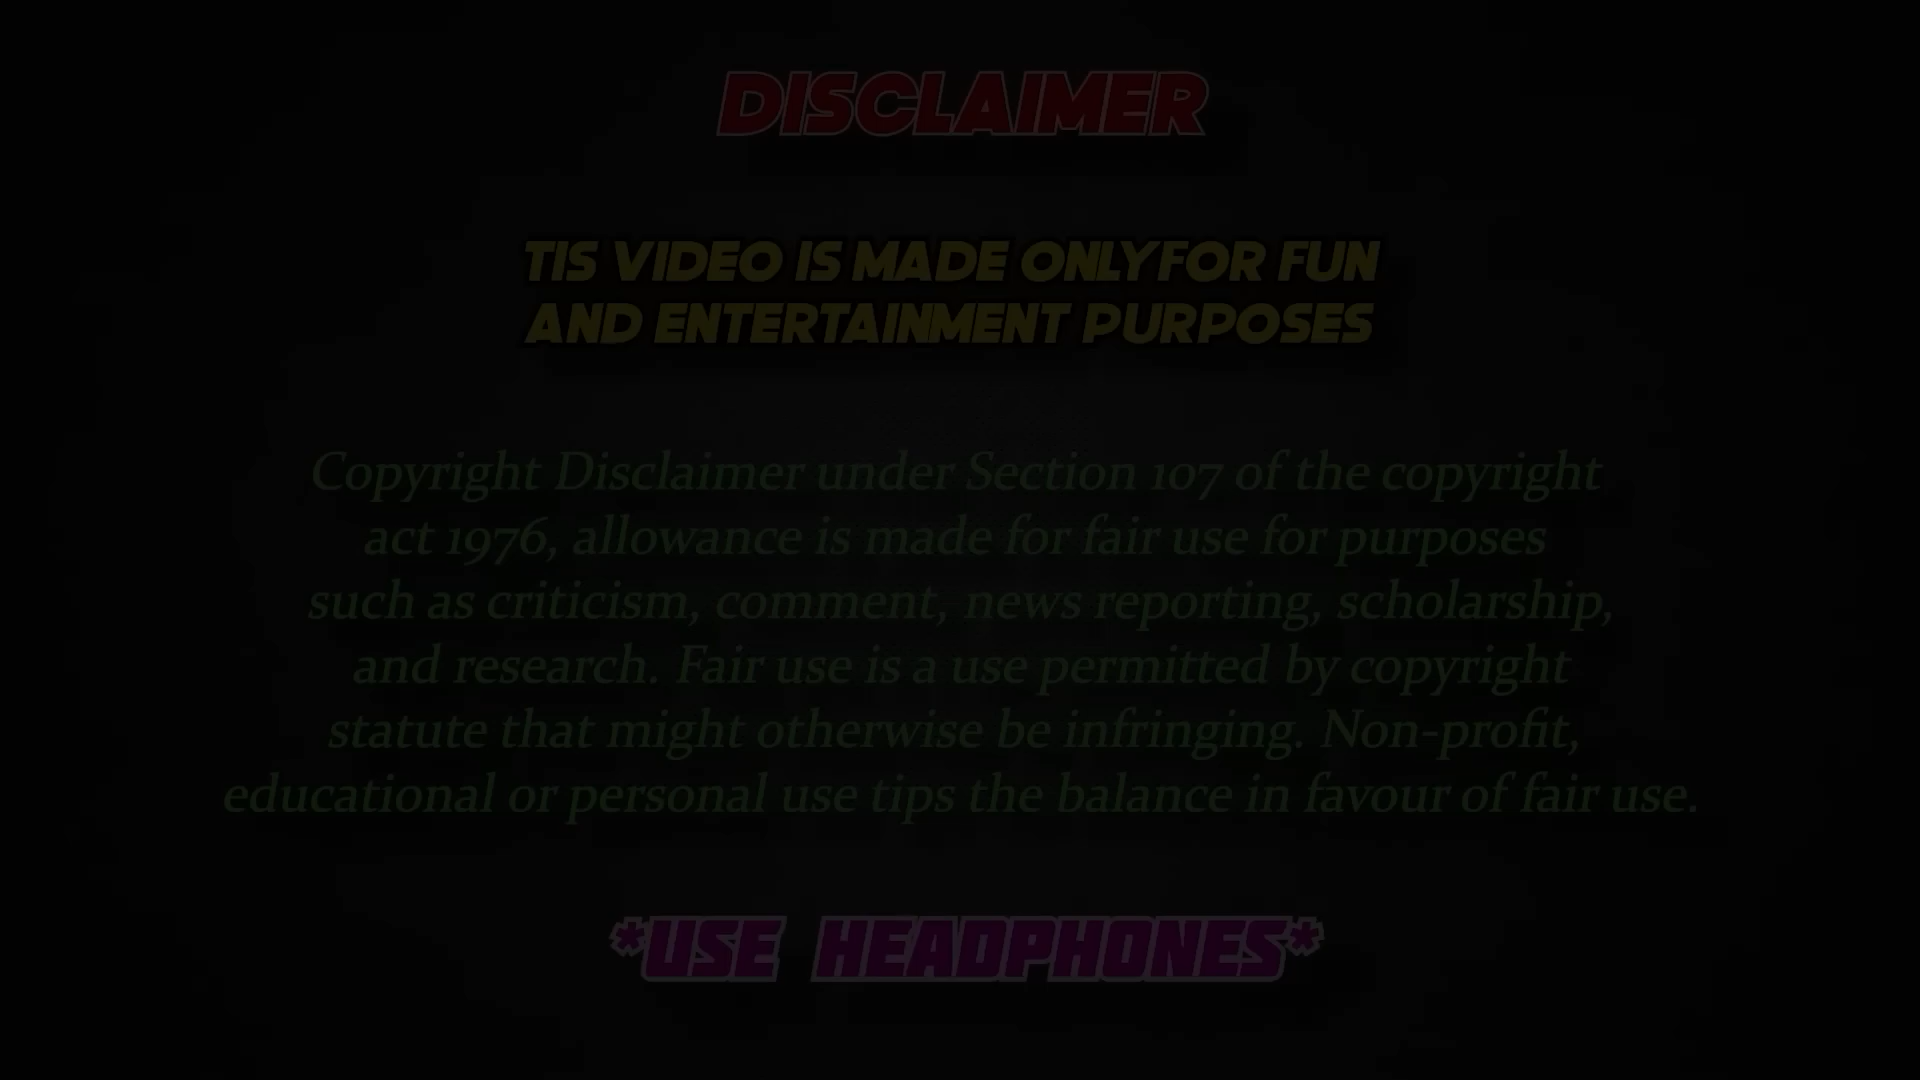 DISCLAIMER
TIS VIDEO IS MADE ONLYFOR FUN
AND ENTERTAINMENT PURPOSES
Copyright Disclaimer under Section 107 of the copyright
act 1976, allowance is made for fair use for purposes
such as criticism, comment, news reporting, scholarship,
and research. Fair use is a use permitted by copyright
statute that might otherwise be infringing. Non-profit,
educational or personal use tips the balance in favour of fair use.
*USE HEADPHONES*